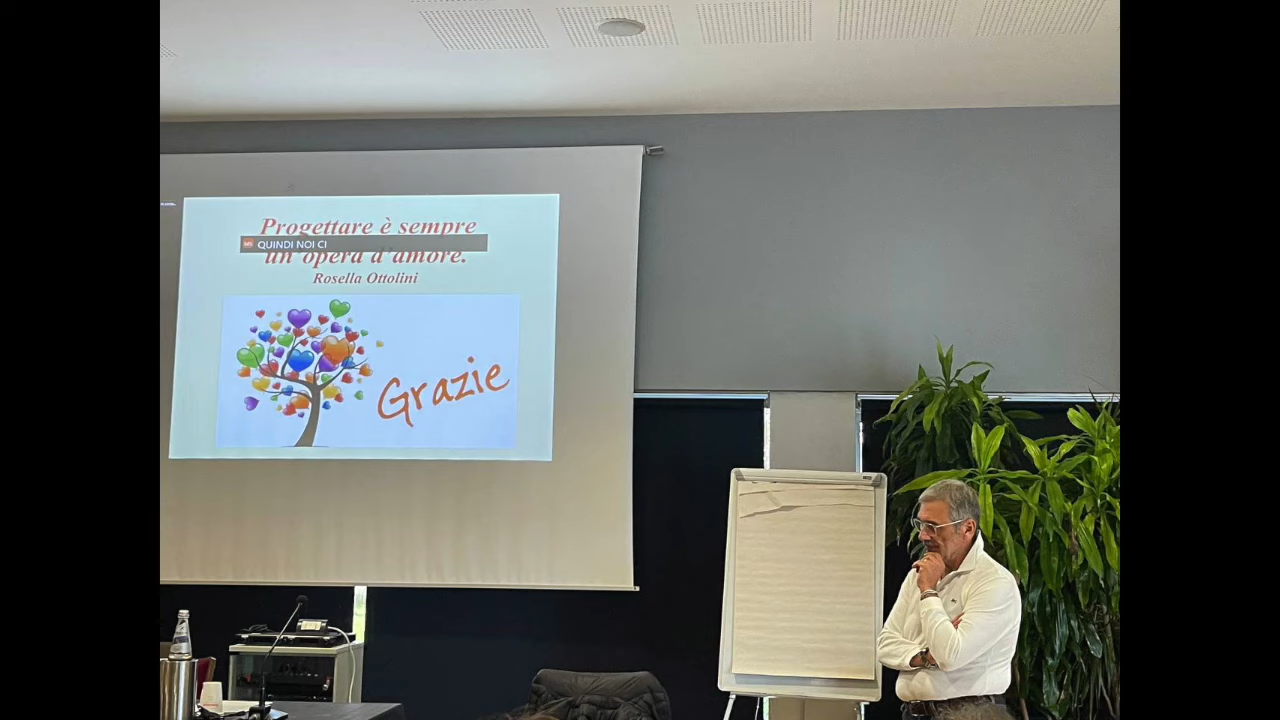 Progettare è sempre
QUINDI NOI CI
un'opera d'amore.
Rosella Ottolini
Grazie